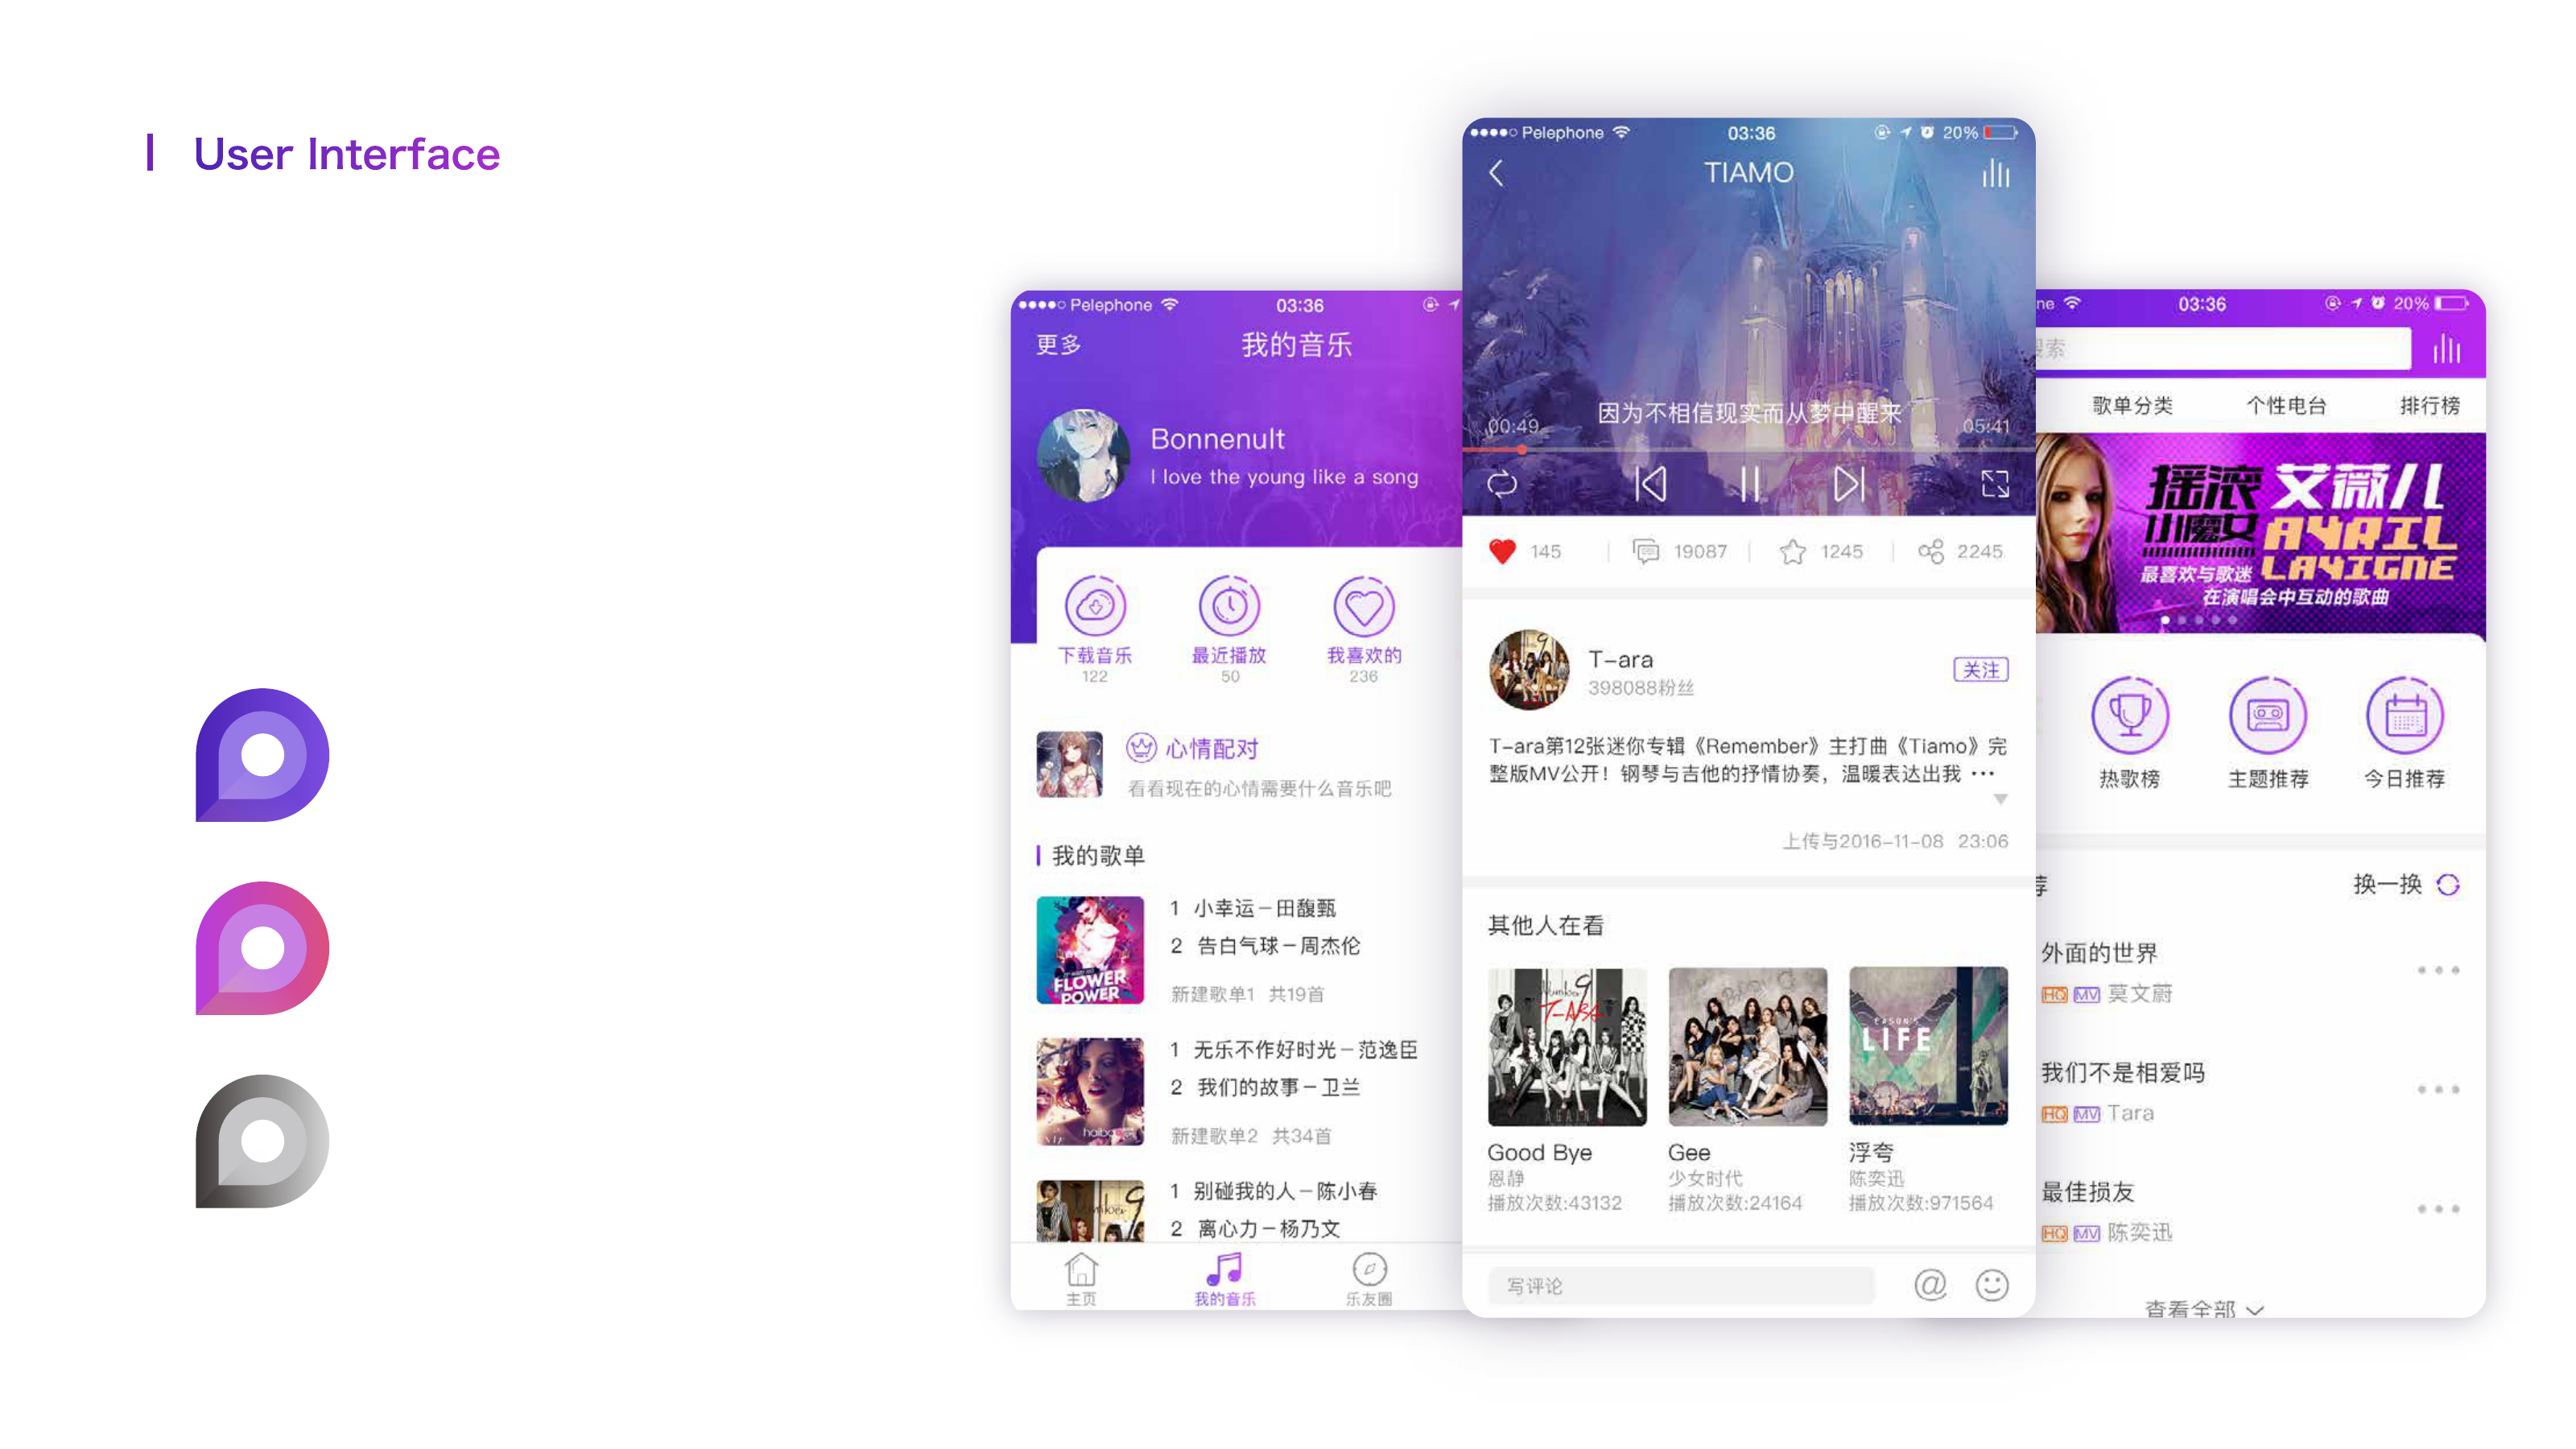 User Interface
Pelephone 03:36
更多 我的音乐
Bonnenult
I love the young like a song
下载音乐 最近播放 我喜欢的
122 50 236
心情配对
看看现在的心情需要什么音乐吧
我的歌单
1 小幸运－田馥甄
2 告白气球－周杰伦
新建歌单1 共19首
FLOWER
POWER
1 无乐不作好时光－范逸臣
2 我们的故事－卫兰
新建歌单2 共34首
1 别碰我的人－陈小春
2 离心力－杨乃文
主页 我的音乐 乐友圈
Pelephone 03:36 20%
TIAMO
因为不相信现实而从梦中醒来
00:49 05:41
145 19087 1245 2245
T-ara
398088粉丝
关注
T-ara第12张迷你专辑《Remember》主打曲《Tiamo》完
整版MV公开！钢琴与吉他的抒情协奏，温暖表达出我 •••
上传与2016-11-08 23:06
其他人在看
Number 9
T-ARA
AGAIN
EASON'S
LIFE
Good Bye Gee 浮夸
恩静 少女时代 陈奕迅
播放次数:43132 播放次数:24164 播放次数:971564
写评论 @
ne 03:36 20%
搜索
歌单分类 个性电台 排行榜
摇滚 艾薇儿
小魔女 AVRIL
LAVIGNE
最喜欢与歌迷
在演唱会中互动的歌曲
热歌榜 主题推荐 今日推荐
荐 换一换
外面的世界
HQ MV 莫文蔚
我们不是相爱吗
HQ MV Tara
最佳损友
HQ MV 陈奕迅
查看全部